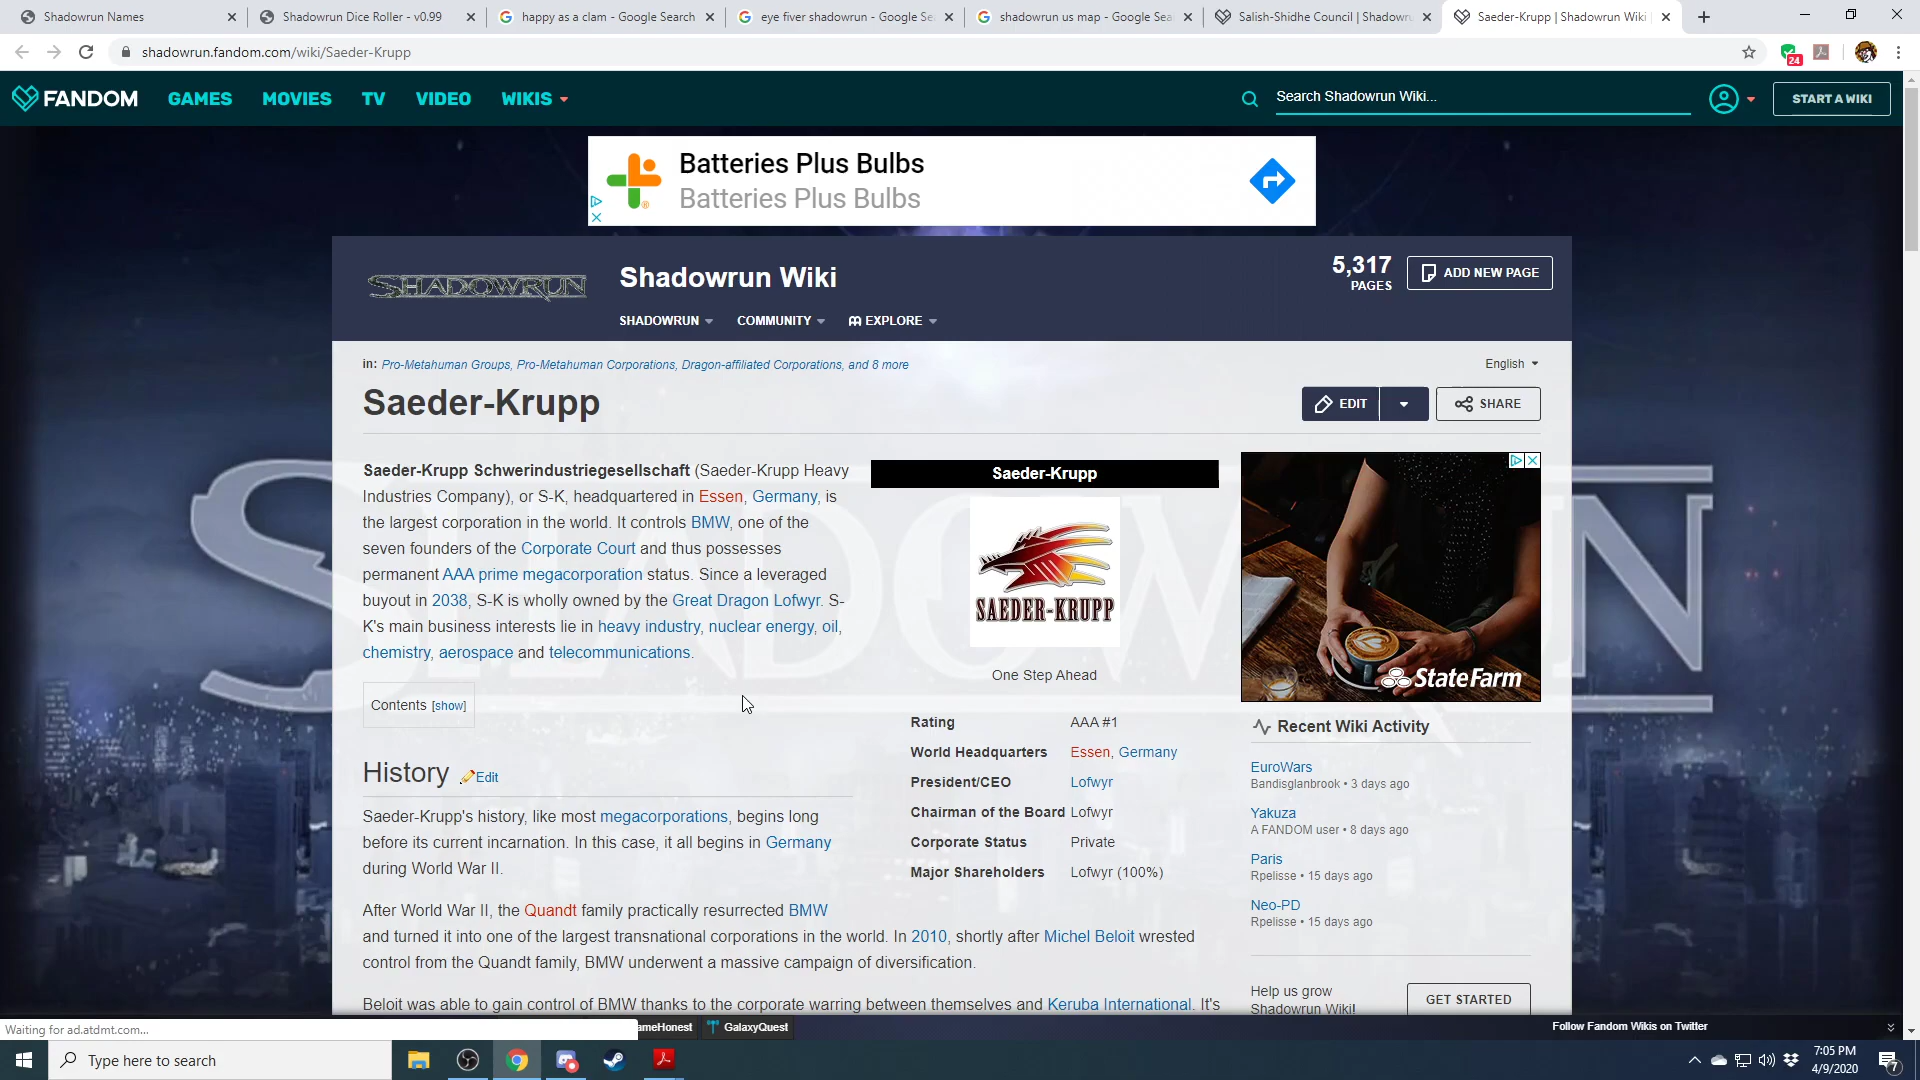 Shadowrun Names
Shadowrun Dice Roller - v0.99
happy as a clam - Google Search
eye fiver shadowrun - Google Se
shadowrun us map - Google Sea
Salish-Shidhe Council | Shadowru
Saeder-Krupp | Shadowrun Wiki
shadowrun.fandom.com/wiki/Saeder-Krupp
24
FANDOM GAMES MOVIES TV VIDEO WIKIS
Search Shadowrun Wiki...
START A WIKI
Batteries Plus Bulbs
Batteries Plus Bulbs
SHADOWRUN
Shadowrun Wiki
5,317
PAGES
ADD NEW PAGE
SHADOWRUN COMMUNITY EXPLORE
in: Pro-Metahuman Groups, Pro-Metahuman Corporations, Dragon-affiliated Corporations, and 8 more
English
Saeder-Krupp
EDIT
SHARE
Saeder-Krupp Schwerindustriegesellschaft (Saeder-Krupp Heavy
Industries Company), or S-K, headquartered in Essen, Germany, is
the largest corporation in the world. It controls BMW, one of the
seven founders of the Corporate Court and thus possesses
permanent AAA prime megacorporation status. Since a leveraged
buyout in 2038, S-K is wholly owned by the Great Dragon Lofwyr. S-
K's main business interests lie in heavy industry, nuclear energy, oil,
chemistry, aerospace and telecommunications.
Contents [show]
History Edit
Saeder-Krupp's history, like most megacorporations, begins long
before its current incarnation. In this case, it all begins in Germany
during World War II.
After World War II, the Quandt family practically resurrected BMW
and turned it into one of the largest transnational corporations in the world. In 2010, shortly after Michel Beloit wrested
control from the Quandt family, BMW underwent a massive campaign of diversification.
Beloit was able to gain control of BMW thanks to the corporate warring between themselves and Keruba International. It's
Saeder-Krupp
SAEDER-KRUPP
One Step Ahead
Rating AAA #1
World Headquarters Essen, Germany
President/CEO Lofwyr
Chairman of the Board Lofwyr
Corporate Status Private
Major Shareholders Lofwyr (100%)
StateFarm
Recent Wiki Activity
EuroWars
Bandisglanbrook • 3 days ago
Yakuza
A FANDOM user • 8 days ago
Paris
Rpelisse • 15 days ago
Neo-PD
Rpelisse • 15 days ago
Help us grow
Shadowrun Wiki!
GET STARTED
SHADOWRUN
Waiting for ad.atdmt.com...
ameHonest
GalaxyQuest
Follow Fandom Wikis on Twitter
Type here to search
7:05 PM
4/9/2020
7